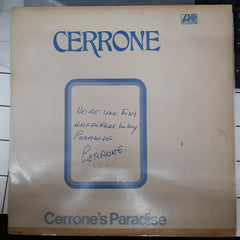 CERRONE
HOPE YOU FIND
HAPPINESS IN MY
PARADISE
CERRONE
Cerrone's Paradise